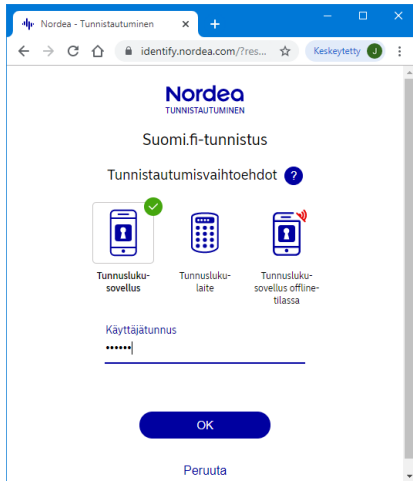 Nordea - Tunnistautuminen
identify.nordea.com/?res...
Keskeytetty
J
Nordea
TUNNISTAUTUMINEN
Suomi.fi-tunnistus
Tunnistautumisvaihtoehdot ?
Tunnusluku-
sovellus
Tunnusluku-
laite
Tunnusluku-
sovellus offline-
tilassa
Käyttäjätunnus
••••••
OK
Peruuta